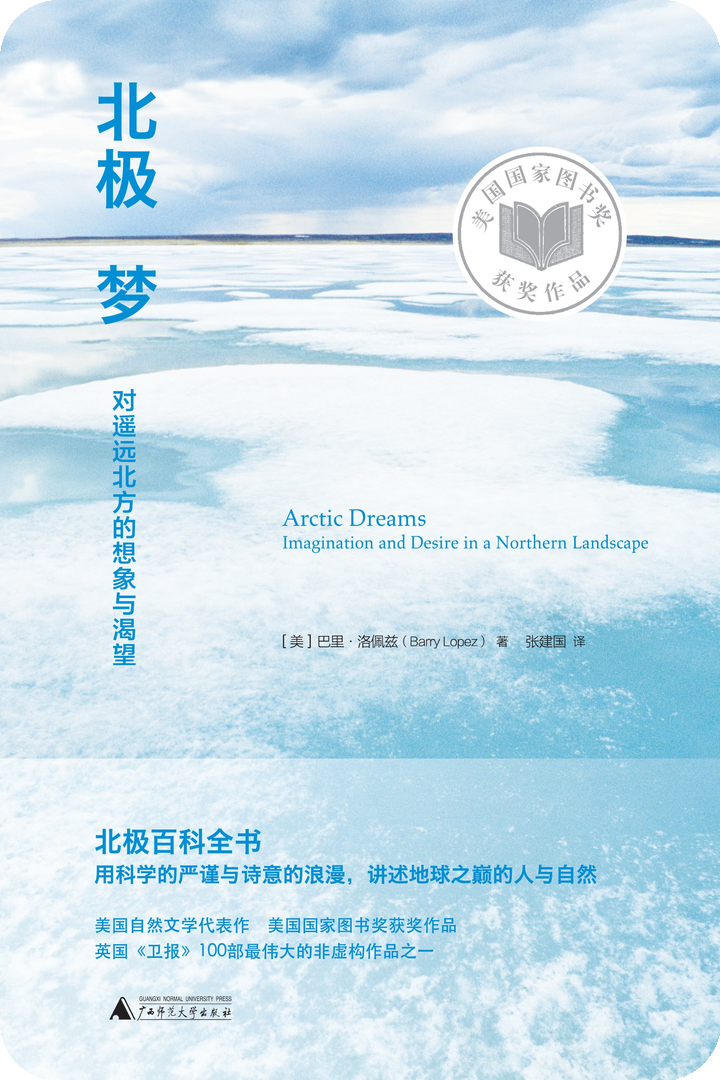 北极 梦
对遥远北方的想象与渴望
美国国家图书奖
获奖作品
Arctic Dreams
Imagination and Desire in a Northern Landscape
[美] 巴里·洛佩兹（Barry Lopez） 著 张建国 译
北极百科全书
用科学的严谨与诗意的浪漫，讲述地球之巅的人与自然
美国自然文学代表作 美国国家图书奖获奖作品
英国《卫报》100部最伟大的非虚构作品之一
GUANGXI NORMAL UNIVERSITY PRESS
广西师范大学出版社